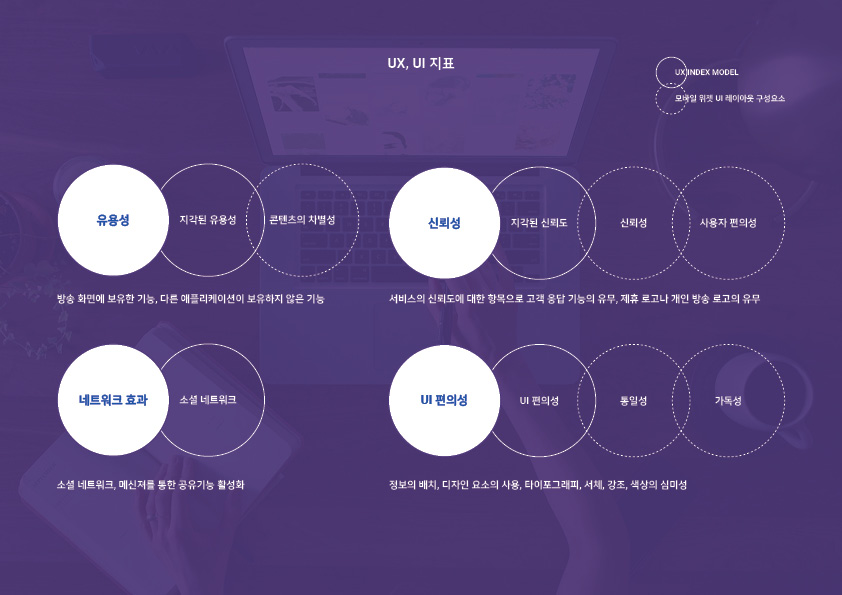 UX, UI 지표
UX INDEX MODEL
모바일 위젯 UI 레이아웃 구성요소
유용성
지각된 유용성
콘텐츠의 차별성
방송 화면에 보유한 기능, 다른 애플리케이션이 보유하지 않은 기능
신뢰성
지각된 신뢰도
신뢰성
사용자 편의성
서비스의 신뢰도에 대한 항목으로 고객 응답 기능의 유무, 제휴 로고나 개인 방송 로고의 유무
네트워크 효과
소셜 네트워크
소셜 네트워크, 메신져를 통한 공유기능 활성화
UI 편의성
UI 편의성
통일성
가독성
정보의 배치, 디자인 요소의 사용, 타이포그래피, 서체, 강조, 색상의 심미성